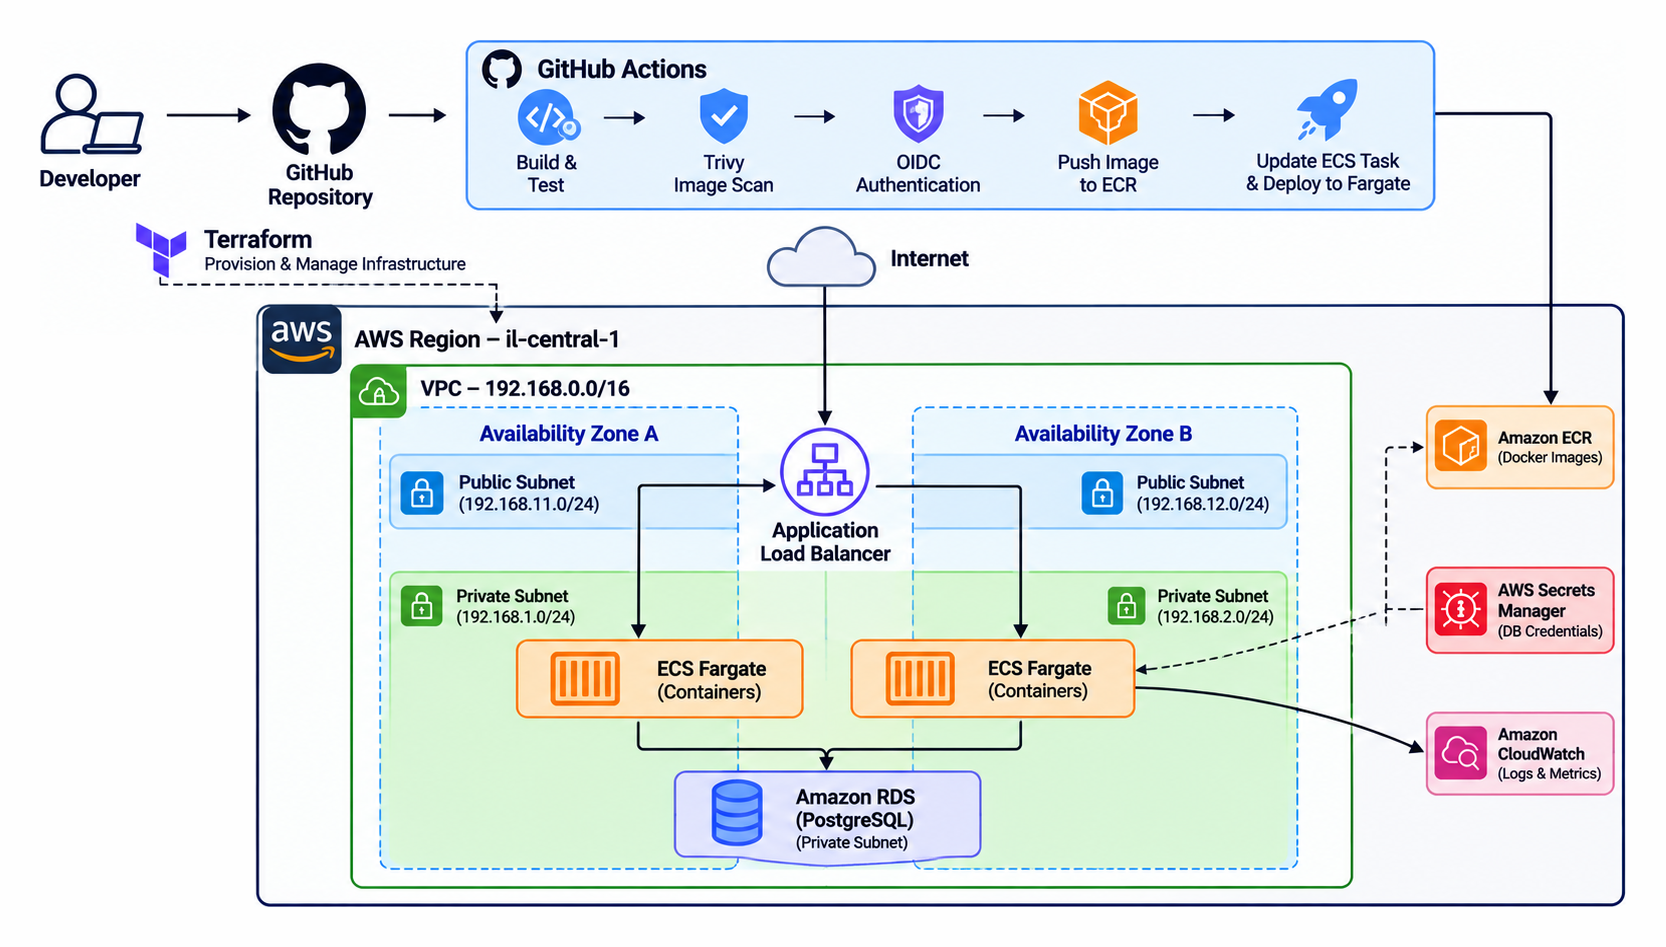 GitHub Actions
Developer
GitHub
Repository
Build &
Test
Trivy
Image Scan
OIDC
Authentication
Push Image
to ECR
Update ECS Task
& Deploy to Fargate
Terraform
Provision & Manage Infrastructure
Internet
aws
AWS Region – il-central-1
VPC – 192.168.0.0/16
Availability Zone A
Availability Zone B
Public Subnet
(192.168.11.0/24)
Public Subnet
(192.168.12.0/24)
Application
Load Balancer
Private Subnet
(192.168.1.0/24)
Private Subnet
(192.168.2.0/24)
ECS Fargate
(Containers)
ECS Fargate
(Containers)
Amazon RDS
(PostgreSQL)
(Private Subnet)
Amazon ECR
(Docker Images)
AWS Secrets
Manager
(DB Credentials)
Amazon
CloudWatch
(Logs & Metrics)